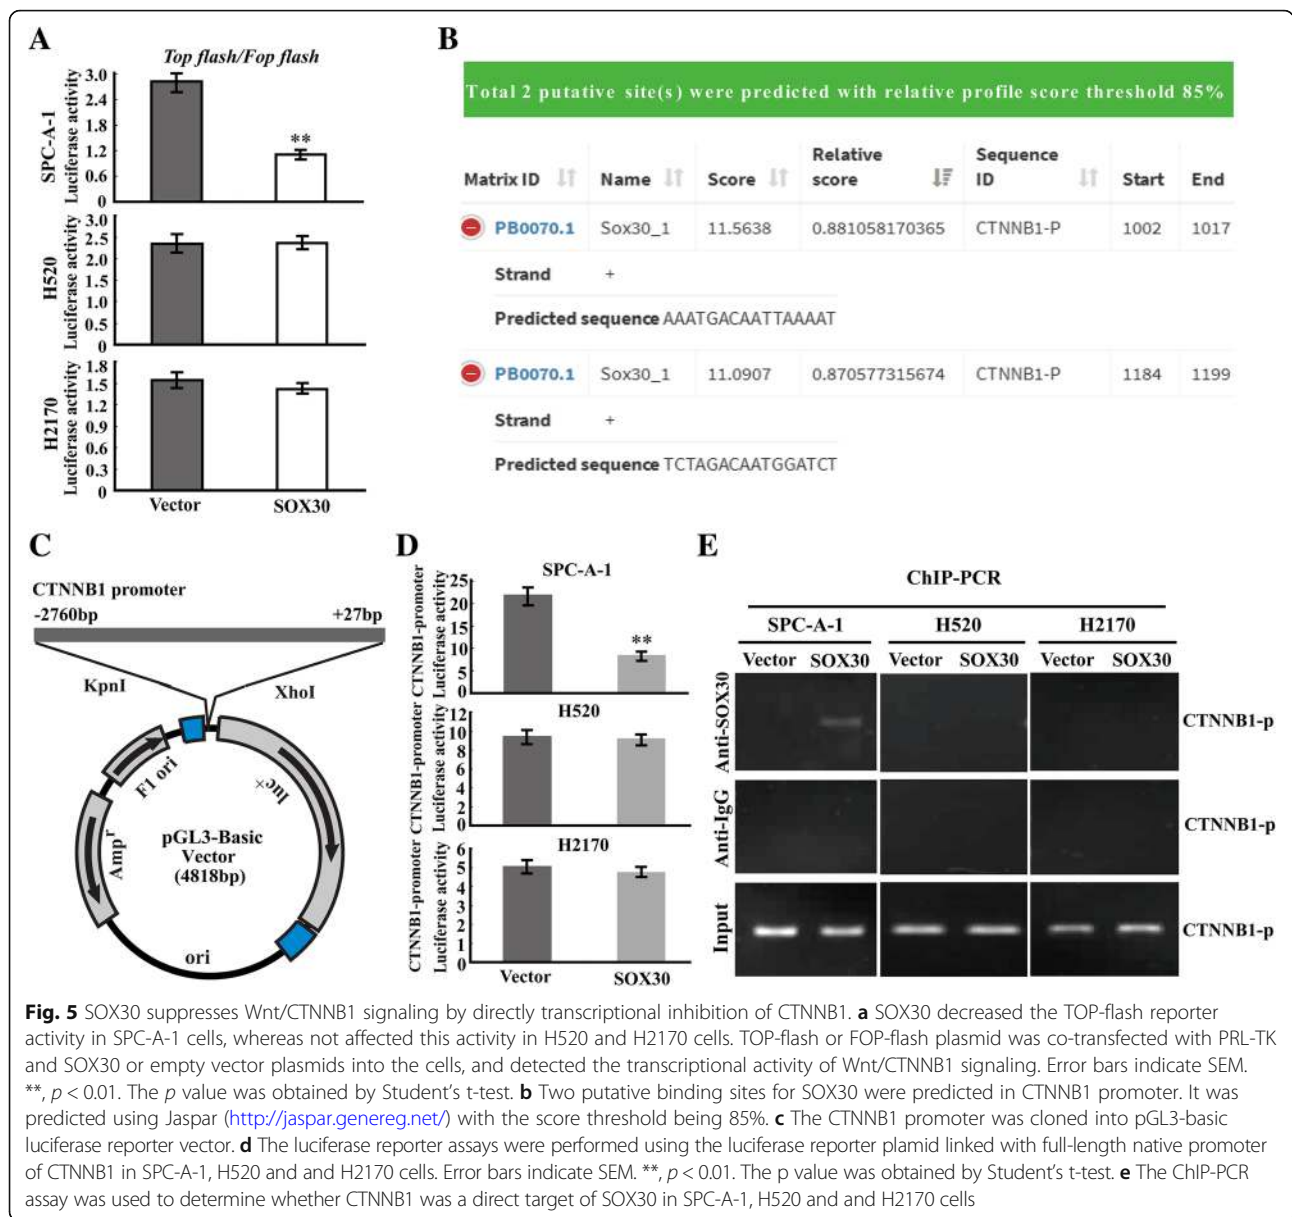 A
Top flash/Fop flash
SPC-A-1
Luciferase activity
3.0
2.4
1.8
1.2
0.6
0
**
H520
Luciferase activity
3.0
2.5
2.0
1.5
1.0
0.5
0
H2170
Luciferase activity
1.8
1.5
1.2
0.9
0.6
0.3
0
Vector
SOX30
B
Total 2 putative site(s) were predicted with relative profile score threshold 85%
Matrix ID Name Score Relative score Sequence ID Start End
PB0070.1 Sox30_1 11.5638 0.881058170365 CTNNB1-P 1002 1017
Strand +
Predicted sequence AAATGACAATTAAAAT
PB0070.1 Sox30_1 11.0907 0.870577315674 CTNNB1-P 1184 1199
Strand +
Predicted sequence TCTAGACAATGGATCT
C
CTNNB1 promoter
-2760bp +27bp
KpnI XhoI
F1 ori
luc×
Amp r
pGL3-Basic
Vector
(4818bp)
ori
D
SPC-A-1
CTNNB1-promoter
Luciferase activity
25
20
15
10
5
0
**
H520
CTNNB1-promoter
Luciferase activity
12
10
8
6
4
2
0
H2170
CTNNB1-promoter
Luciferase activity
6
5
4
3
2
1
0
Vector
SOX30
E
ChIP-PCR
SPC-A-1 H520 H2170
Vector SOX30 Vector SOX30 Vector SOX30
Anti-SOX30 CTNNB1-p
Anti-IgG CTNNB1-p
Input CTNNB1-p
Fig. 5 SOX30 suppresses Wnt/CTNNB1 signaling by directly transcriptional inhibition of CTNNB1. a SOX30 decreased the TOP-flash reporter
activity in SPC-A-1 cells, whereas not affected this activity in H520 and H2170 cells. TOP-flash or FOP-flash plasmid was co-transfected with PRL-TK
and SOX30 or empty vector plasmids into the cells, and detected the transcriptional activity of Wnt/CTNNB1 signaling. Error bars indicate SEM.
**, p < 0.01. The p value was obtained by Student's t-test. b Two putative binding sites for SOX30 were predicted in CTNNB1 promoter. It was
predicted using Jaspar (http://jaspar.genereg.net/) with the score threshold being 85%. c The CTNNB1 promoter was cloned into pGL3-basic
luciferase reporter vector. d The luciferase reporter assays were performed using the luciferase reporter plamid linked with full-length native promoter
of CTNNB1 in SPC-A-1, H520 and and H2170 cells. Error bars indicate SEM. **, p < 0.01. The p value was obtained by Student's t-test. e The ChIP-PCR
assay was used to determine whether CTNNB1 was a direct target of SOX30 in SPC-A-1, H520 and and H2170 cells